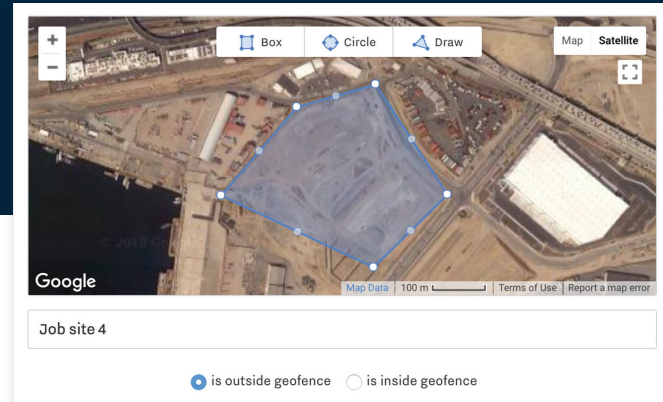 +
Box
Circle
Draw
Map
Satellite
−
© 2018 Google
Google
Map Data
100 m
Terms of Use
Report a map error
Job site 4
is outside geofence
is inside geofence